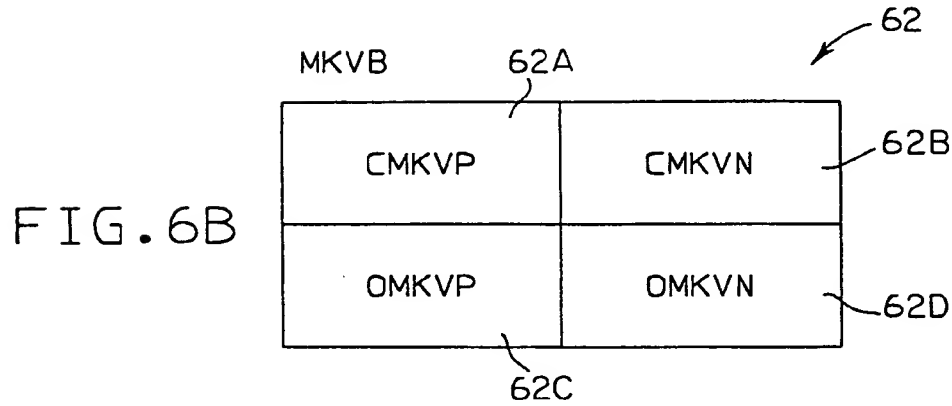 62
MKVB 62A
CMKVP CMKVN 62B
FIG.6B
OMKVP OMKVN 62D
62C